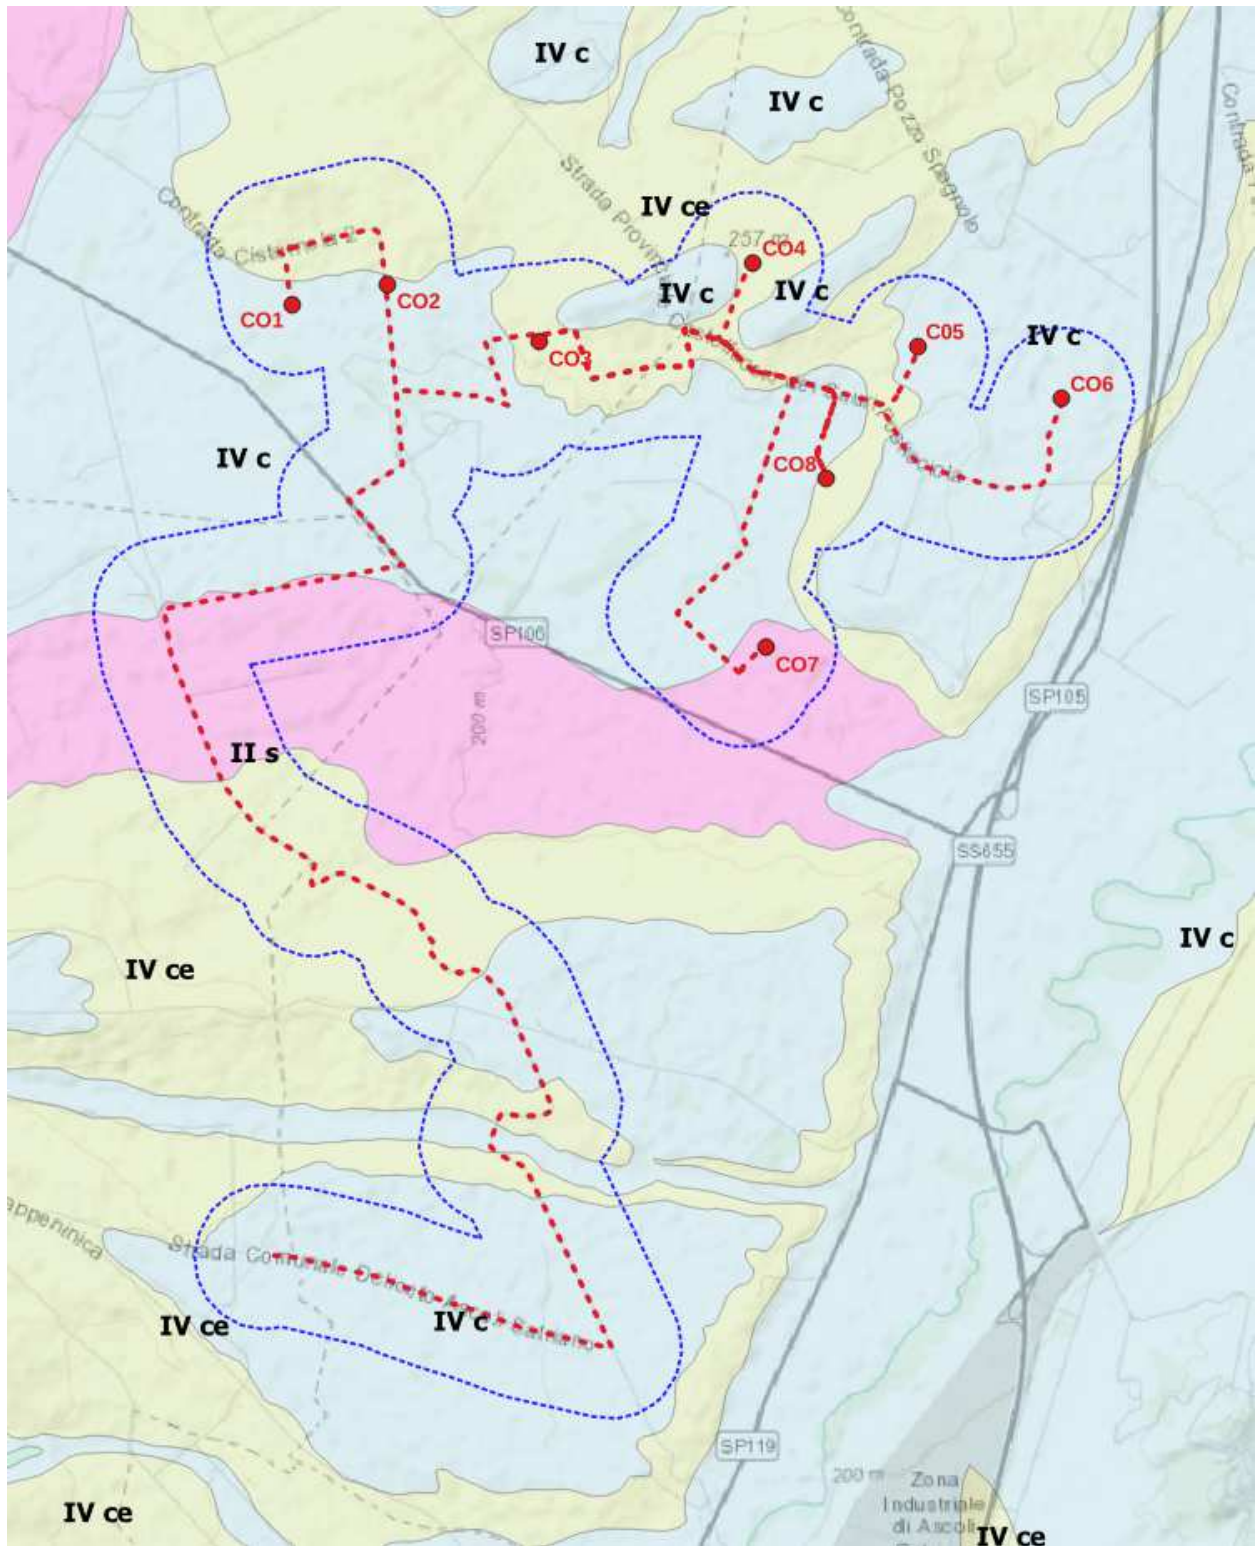 IV c
Contrada Pozzo Spagnolo
IV c
Strada Provinciale
Contrada Cisternola 2
IV ce
257 m
CO4
CO1
CO2
IV c
IV c
CO3
C05
IV c
CO6
IV c
CO8
SP106
CO7
200 m
SP105
II s
SS655
IV c
IV ce
Strada Comunale
IV ce
IV c
SP119
200 m
Zona
Industriale
di Ascoli
IV ce
IV ce